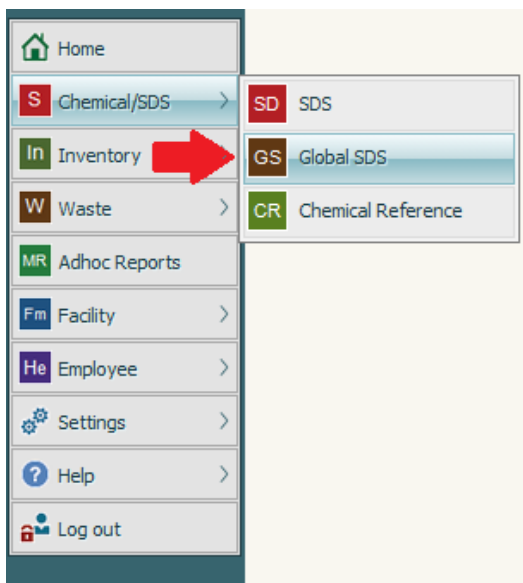 Home
S Chemical/SDS
SD SDS
In Inventory
GS Global SDS
W Waste
CR Chemical Reference
MR Adhoc Reports
Fm Facility
He Employee
Settings
? Help
Log out